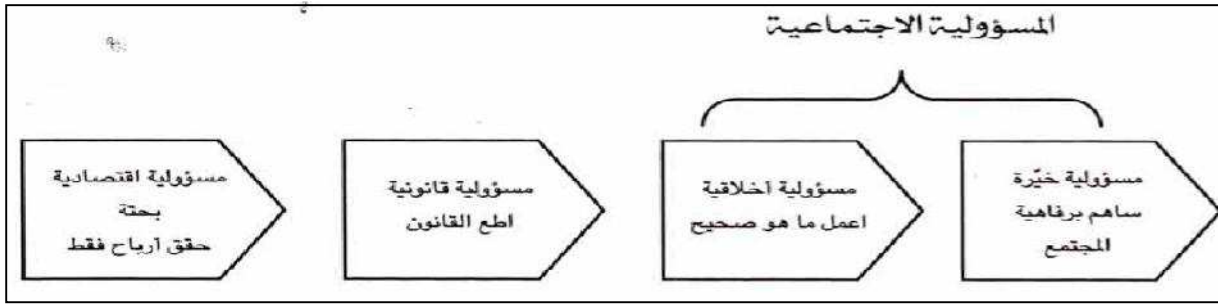 المسؤولية الاجتماعية
مسؤولية خيّرة
ساهم برفاهية
المجتمع
مسؤولية أخلاقية
اعمل ما هو صحيح
مسؤولية قانونية
اطع القانون
مسؤولية اقتصادية
بحتة
حقق أرباح فقط